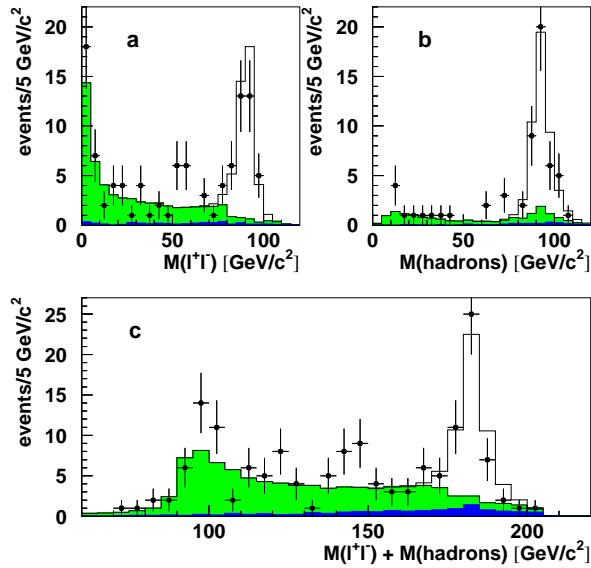 events/5 GeV/c²
a
20
15
10
5
0
0 50 100
M(l⁺l⁻) [GeV/c²]
events/5 GeV/c²
b
20
15
10
5
0
0 50 100
M(hadrons) [GeV/c²]
events/5 GeV/c²
c
25
20
15
10
5
0
100 150 200
M(l⁺l⁻) + M(hadrons) [GeV/c²]